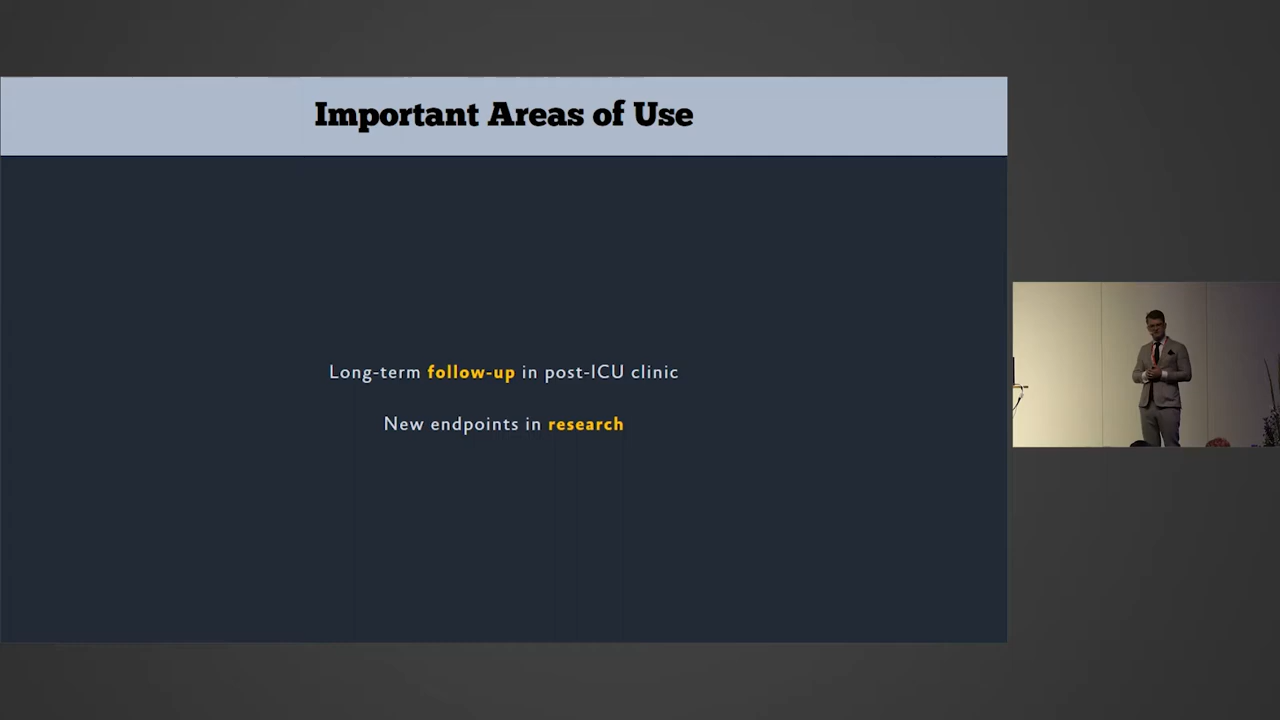 Important Areas of Use
Long-term follow-up in post-ICU clinic
New endpoints in research